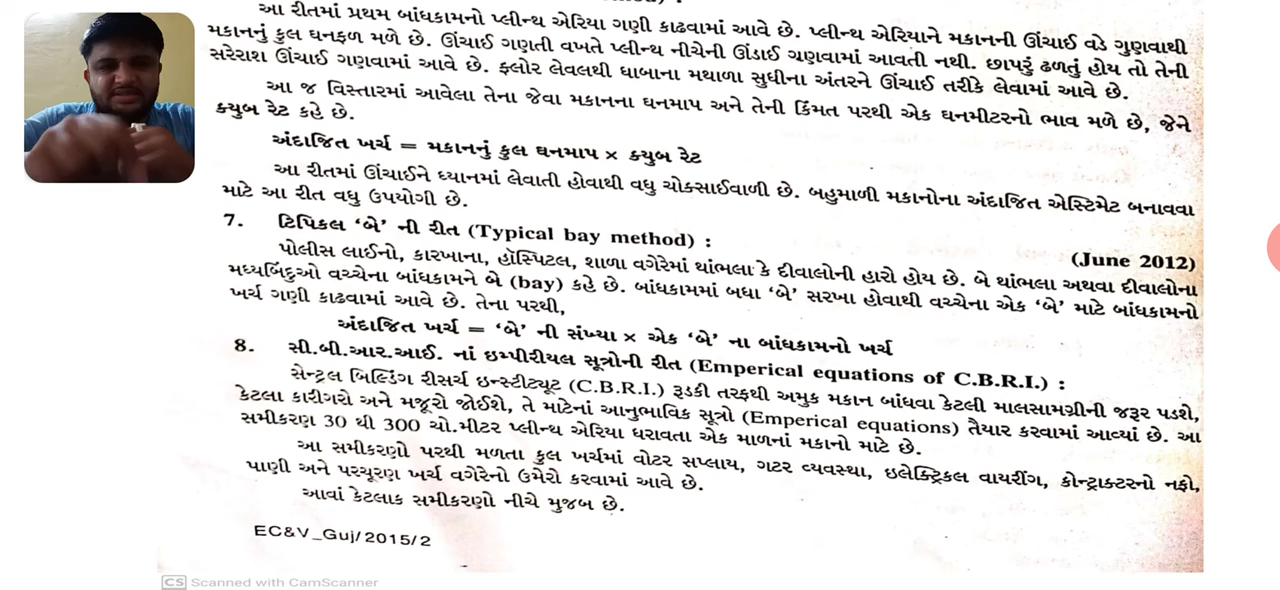 આ રીતમાં પ્રથમ બાંધકામનો પ્લીન્થ એરિયા ગણી કાઢવામાં આવે છે. પ્લીન્થ એરિયાને મકાનની ઊંચાઈ વડે ગુણવાથી
મકાનનું કુલ ઘનફળ મળે છે. ઊંચાઈ ગણતી વખતે પ્લીન્થ નીચેની ઊંડાઈ ગણવામાં આવતી નથી. છાપરું ઢળતું હોય તો તેની
સરેરાશ ઊંચાઈ ગણવામાં આવે છે. ફ્લોર લેવલથી ધાબાના મથાળા સુધીના અંતરને ઊંચાઈ તરીકે લેવામાં આવે છે.
આ જ વિસ્તારમાં આવેલા તેના જેવા મકાનના ઘનમાપ અને તેની કિંમત પરથી એક ઘનમીટરનો ભાવ મળે છે, જેને
ક્યુબ રેટ કહે છે.
અંદાજિત ખર્ચ = મકાનનું કુલ ઘનમાપ × ક્યુબ રેટ
આ રીતમાં ઊંચાઈને ધ્યાનમાં લેવાતી હોવાથી વધુ ચોકસાઈવાળી છે. બહુમાળી મકાનોના અંદાજિત એસ્ટિમેટ બનાવવા
માટે આ રીત વધુ ઉપયોગી છે.
7. ટિપિકલ ‘બે’ ની રીત (Typical bay method) :
(June 2012)
પોલીસ લાઈનો, કારખાના, હૉસ્પિટલ, શાળા વગેરેમાં થાંભલા કે દીવાલોની હારો હોય છે. બે થાંભલા અથવા દીવાલોના
મધ્યબિંદુઓ વચ્ચેના બાંધકામને બે (bay) કહે છે. બાંધકામમાં બધા ‘બે’ સરખા હોવાથી વચ્ચેના એક ‘બે’ માટે બાંધકામનો
ખર્ચ ગણી કાઢવામાં આવે છે. તેના પરથી,
અંદાજિત ખર્ચ = ‘બે’ ની સંખ્યા × એક ‘બે’ ના બાંધકામનો ખર્ચ
8. સી.બી.આર.આઈ. નાં ઇમ્પીરીયલ સૂત્રોની રીત (Emperical equations of C.B.R.I.) :
સેન્ટ્રલ બિલ્ડિંગ રીસર્ચ ઇન્સ્ટીટ્યૂટ (C.B.R.I.) રૂડકી તરફથી અમુક મકાન બાંધવા કેટલી માલસામગ્રીની જરૂર પડશે,
કેટલા કારીગરો અને મજૂરો જોઈશે, તે માટેનાં આનુભાવિક સૂત્રો (Emperical equations) તૈયાર કરવામાં આવ્યાં છે. આ
સમીકરણ 30 થી 300 ચો.મીટર પ્લીન્થ એરિયા ધરાવતા એક માળનાં મકાનો માટે છે.
આ સમીકરણો પરથી મળતા કુલ ખર્ચમાં વોટર સપ્લાય, ગટર વ્યવસ્થા, ઇલેક્ટ્રિકલ વાયરીંગ, કોન્ટ્રાક્ટરનો નફો,
પાણી અને પરચૂરણ ખર્ચ વગેરેનો ઉમેરો કરવામાં આવે છે.
આવાં કેટલાક સમીકરણો નીચે મુજબ છે.
EC&V_Guj/2015/2
CS Scanned with CamScanner